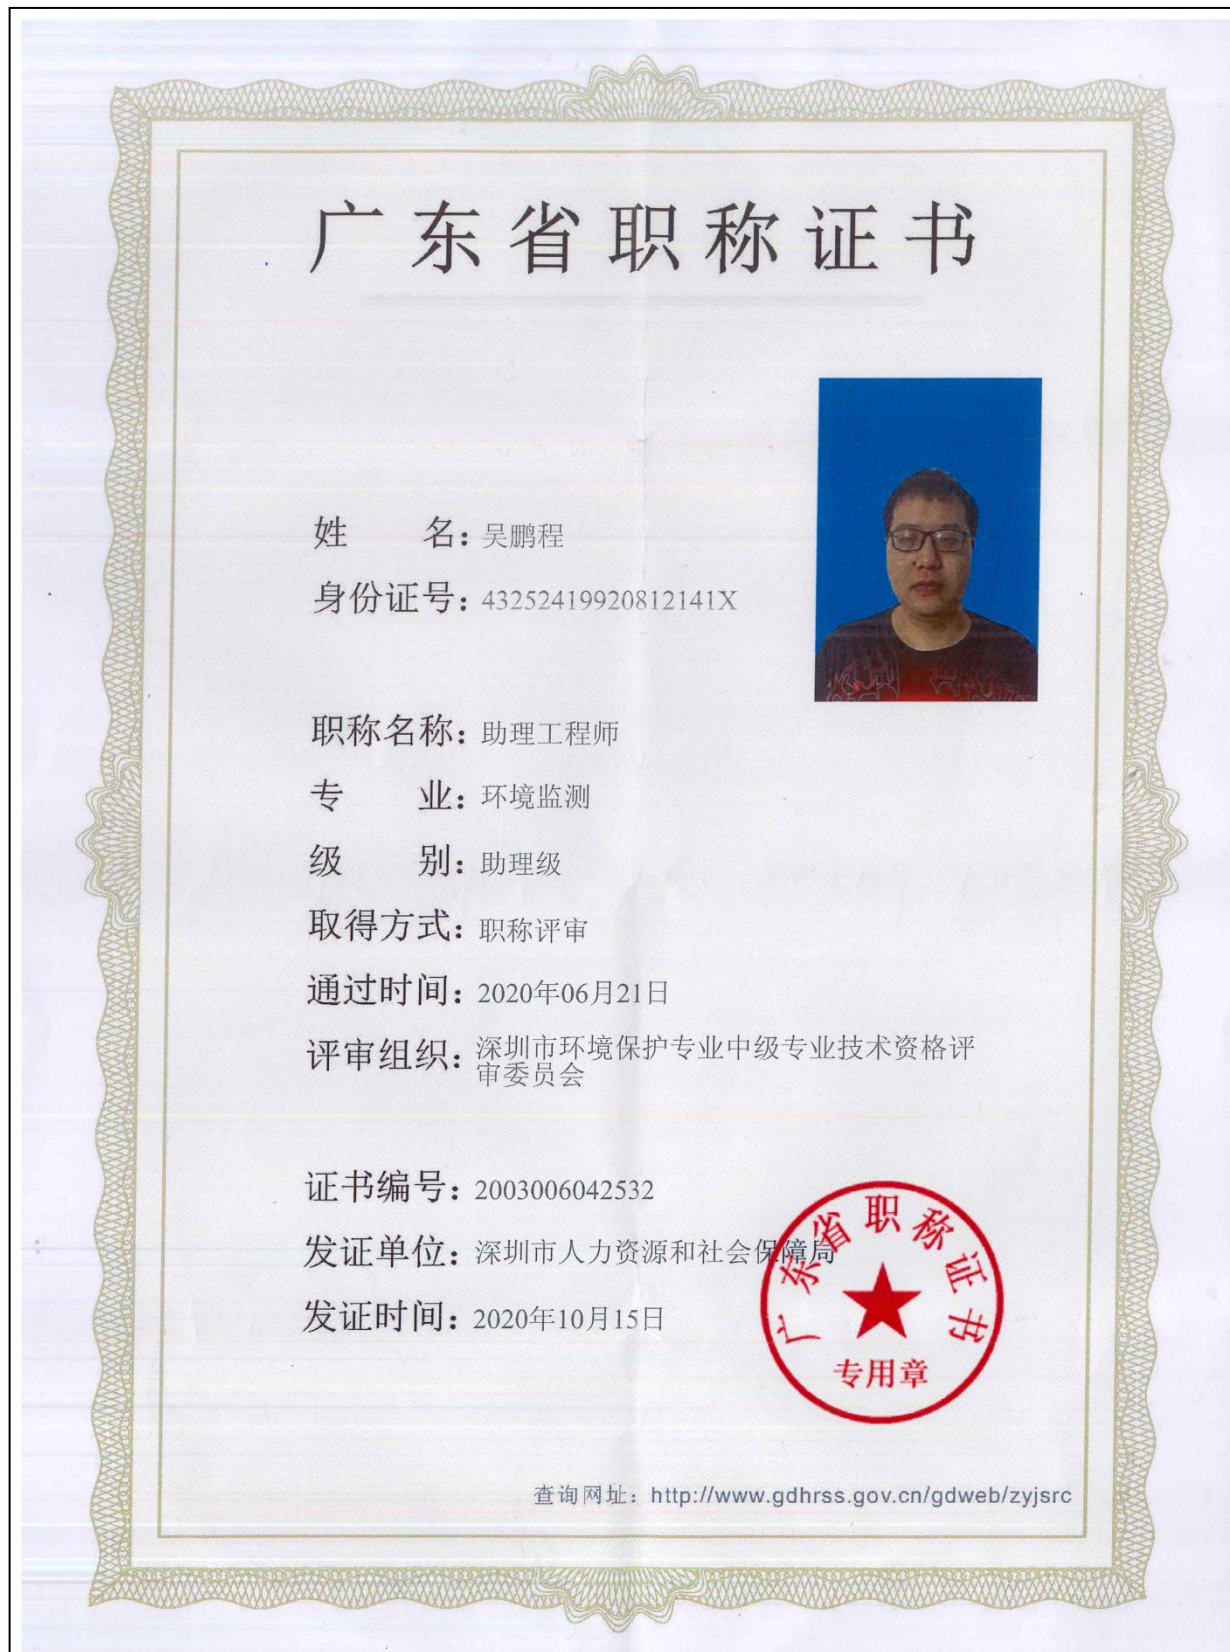 广东省职称证书
姓 名：吴鹏程
身份证号：43252419920812141X
职称名称：助理工程师
专 业：环境监测
级 别：助理级
取得方式：职称评审
通过时间：2020年06月21日
评审组织：深圳市环境保护专业中级专业技术资格评
审委员会
证书编号：2003006042532
发证单位：深圳市人力资源和社会保障局
发证时间：2020年10月15日
广东省职称证书
专用章
查询网址：http://www.gdhrss.gov.cn/gdweb/zyjsrc